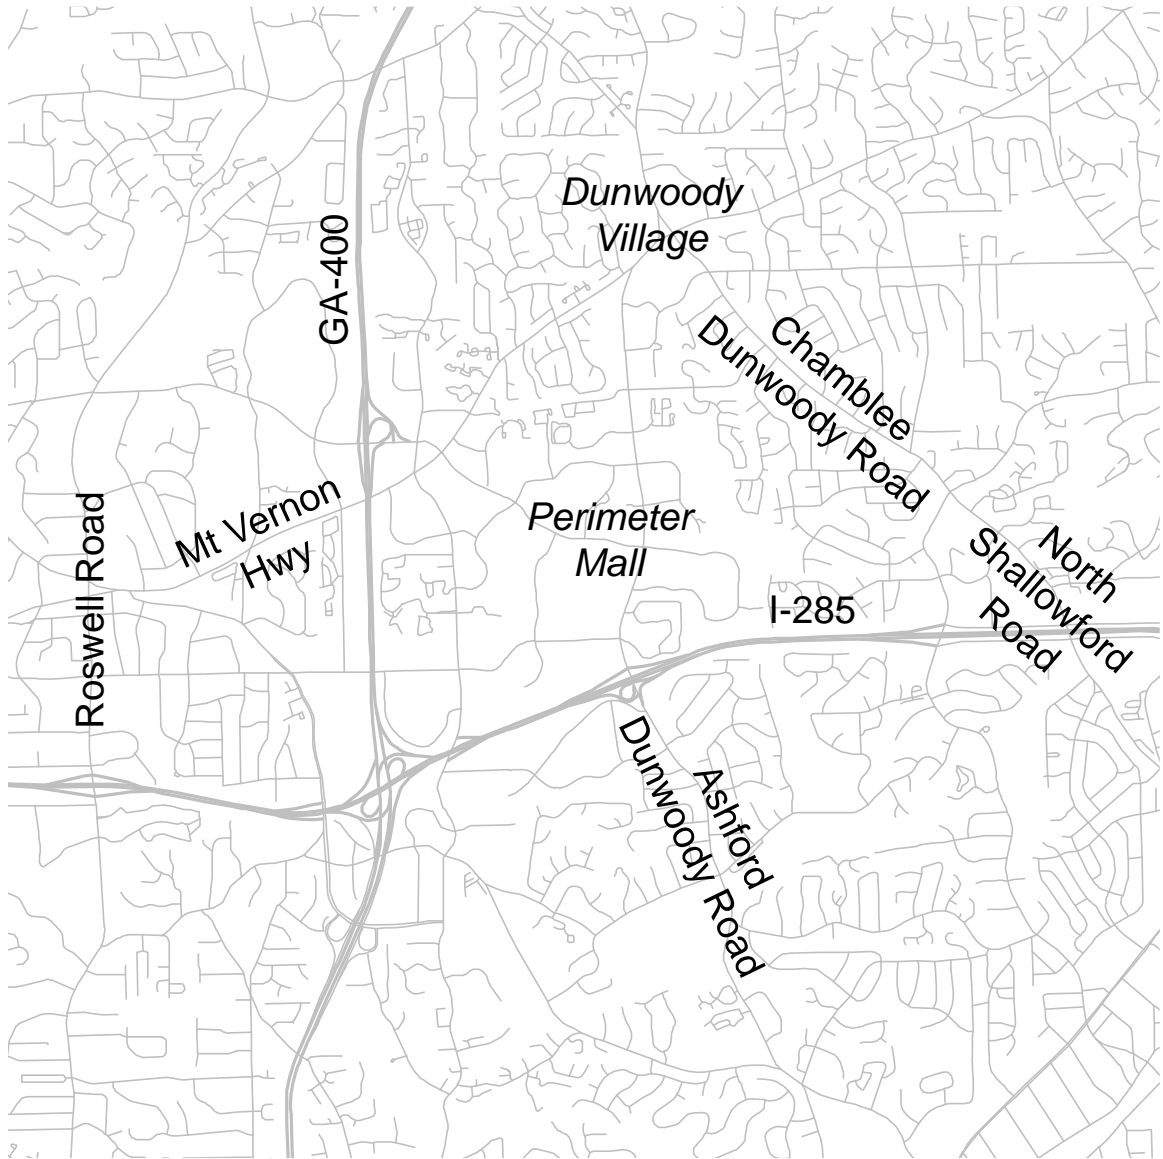 Dunwoody
Village
GA-400
Chamblee
Dunwoody Road
Mt Vernon
Hwy
Perimeter
Mall
Roswell Road
North
Shallowford
Road
I-285
Ashford
Dunwoody Road